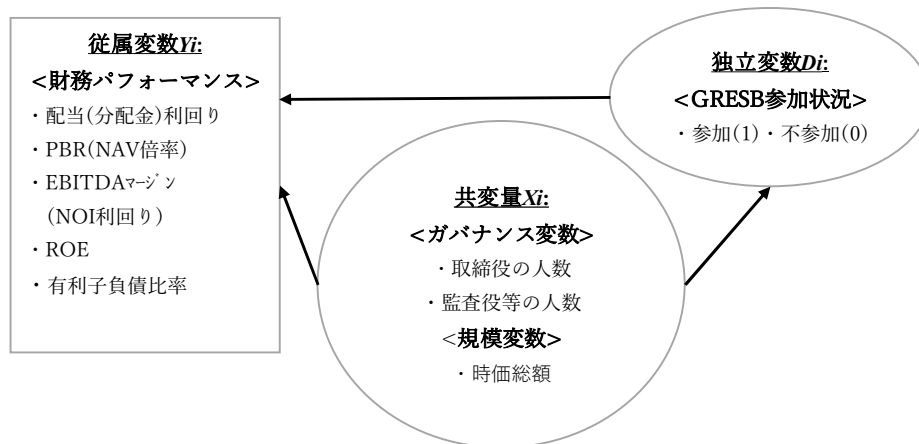 従属変数Yi:
<財務パフォーマンス>
・配当(分配金)利回り
・PBR(NAV倍率)
・EBITDAﾏｰｼﾞﾝ
(NOI利回り)
・ROE
・有利子負債比率
独立変数Di:
<GRESB参加状況>
・参加(1)・不参加(0)
共変量Xi:
<ガバナンス変数>
・取締役の人数
・監査役等の人数
<規模変数>
・時価総額